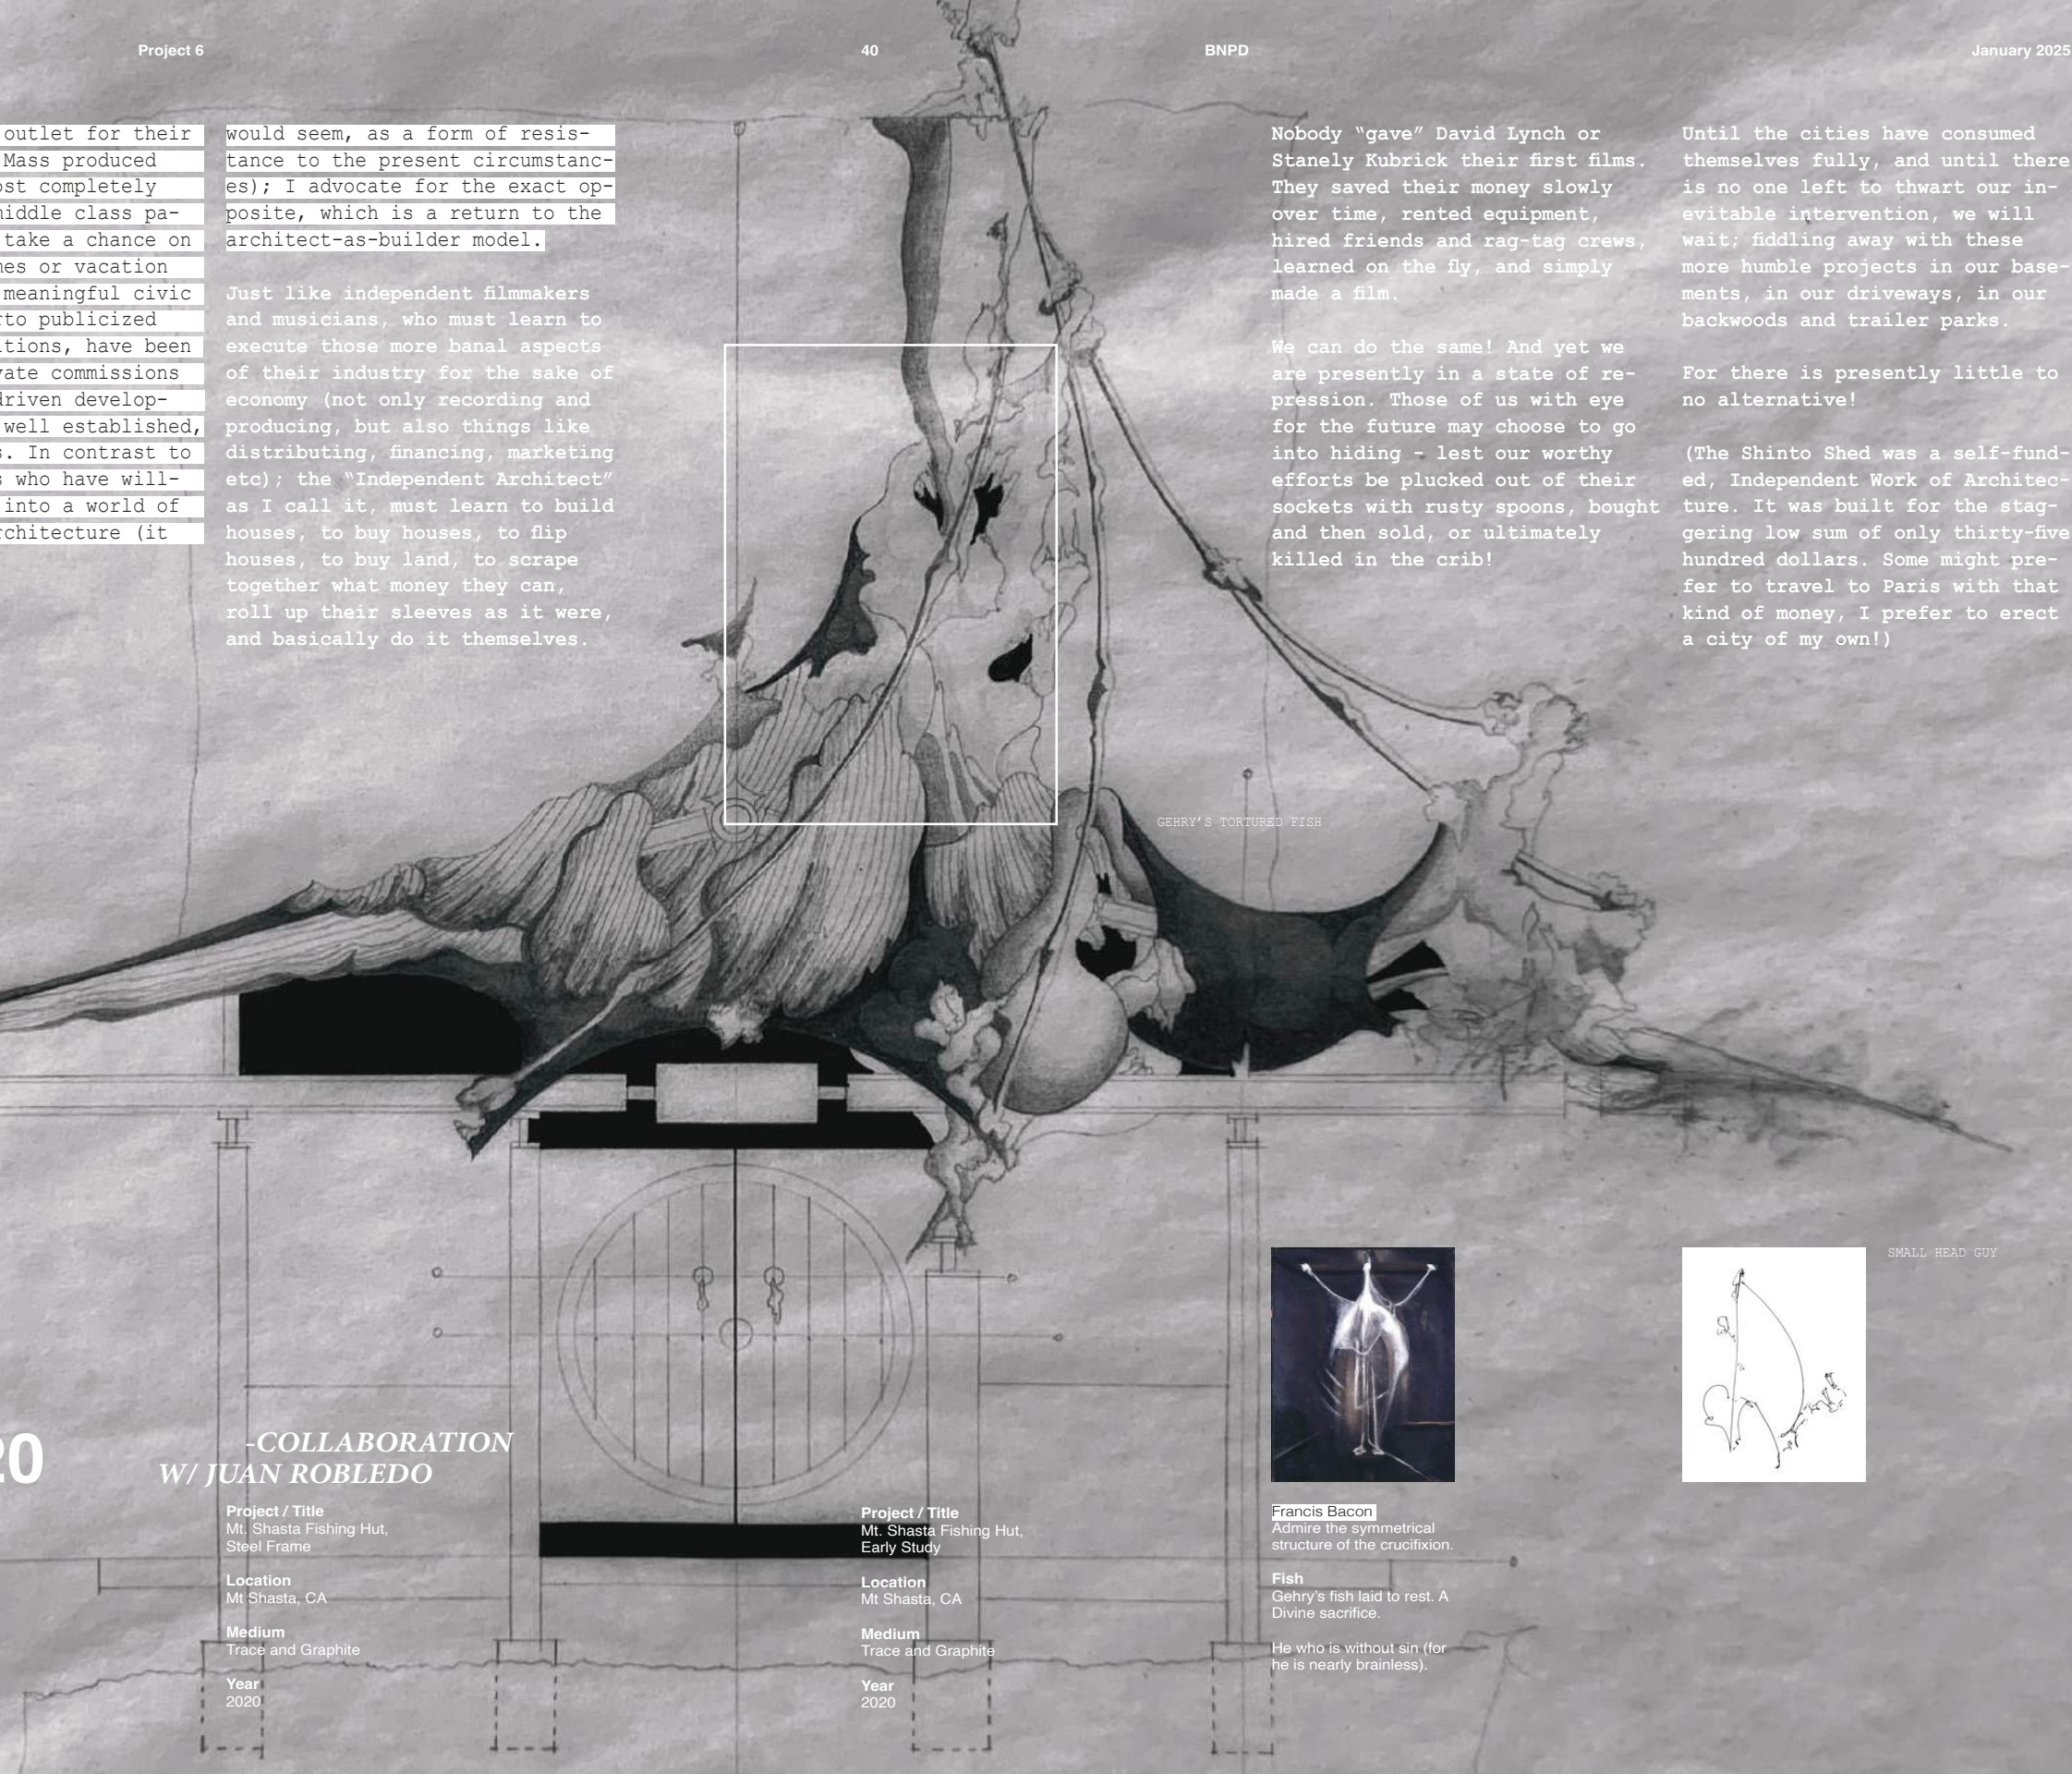 Project 6
40
BNPD
January 2025
outlet for their
Mass produced
completely
middle class pa-
take a chance on
or vacation
meaningful civic
publicized
have been
commissions
driven develop-
well established,
In contrast to
who have will-
into a world of
(it
would seem, as a form of resis-
tance to the present circumstanc-
es); I advocate for the exact op-
posite, which is a return to the
architect-as-builder model.
Just like independent filmmakers
and musicians, who must learn to
execute those more banal aspects
of their industry for the sake of
economy (not only recording and
producing, but also things like
distributing, financing, marketing
etc); the “Independent Architect”
as I call it, must learn to build
houses, to buy houses, to flip
houses, to buy land, to scrape
together what money they can,
roll up their sleeves as it were,
and basically do it themselves.
Nobody “gave” David Lynch or
Stanely Kubrick their first films.
They saved their money slowly
over time, rented equipment,
hired friends and rag-tag crews,
learned on the fly, and simply
made a film.
We can do the same! And yet we
are presently in a state of re-
pression. Those of us with eye
for the future may choose to go
into hiding - lest our worthy
efforts be plucked out of their
sockets with rusty spoons, bought
and then sold, or ultimately
killed in the crib!
Until the cities have consumed
themselves fully, and until there
is no one left to thwart our in-
evitable intervention, we will
wait; fiddling away with these
more humble projects in our base-
ments, in our driveways, in our
backwoods and trailer parks.
For there is presently little to
no alternative!
(The Shinto Shed was a self-fund-
ed, Independent Work of Architec-
ture. It was built for the stag-
gering low sum of only thirty-five
hundred dollars. Some might pre-
fer to travel to Paris with that
kind of money, I prefer to erect
a city of my own!)
GEHRY’S TORTURED FISH
SMALL HEAD GUY
20
-COLLABORATION
W/ JUAN ROBLEDO
Project / Title
Mt. Shasta Fishing Hut,
Steel Frame
Location
Mt Shasta, CA
Medium
Trace and Graphite
Year
2020
Project / Title
Mt. Shasta Fishing Hut,
Early Study
Location
Mt Shasta, CA
Medium
Trace and Graphite
Year
2020
Francis Bacon
Admire the symmetrical
structure of the crucifixion.
Fish
Gehry’s fish laid to rest. A
Divine sacrifice.
He who is without sin (for
he is nearly brainless).